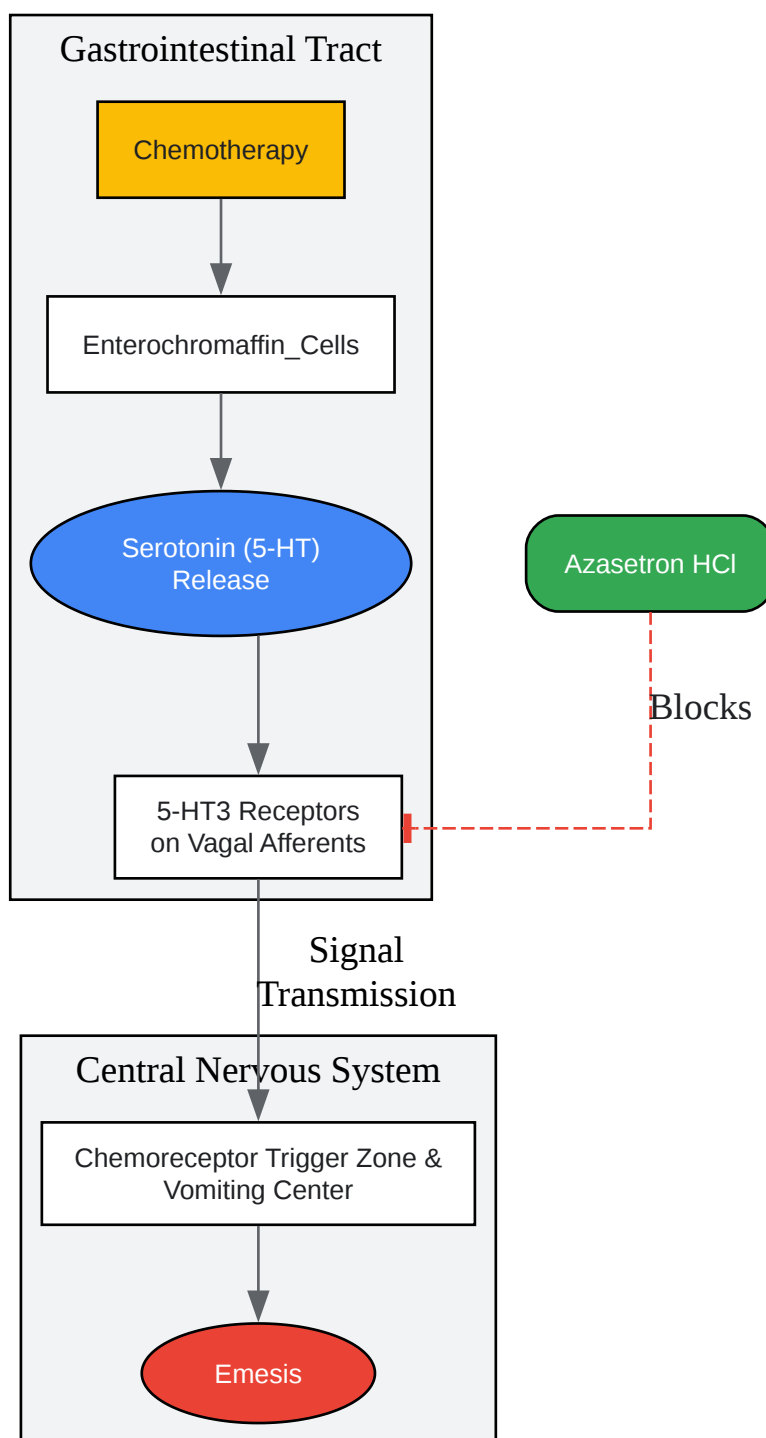 Gastrointestinal Tract
Chemotherapy
Enterochromaffin_Cells
Serotonin (5-HT)
Release
Azasetron HCl
Blocks
5-HT3 Receptors
on Vagal Afferents
Signal
Transmission
Central Nervous System
Chemoreceptor Trigger Zone &
Vomiting Center
Emesis